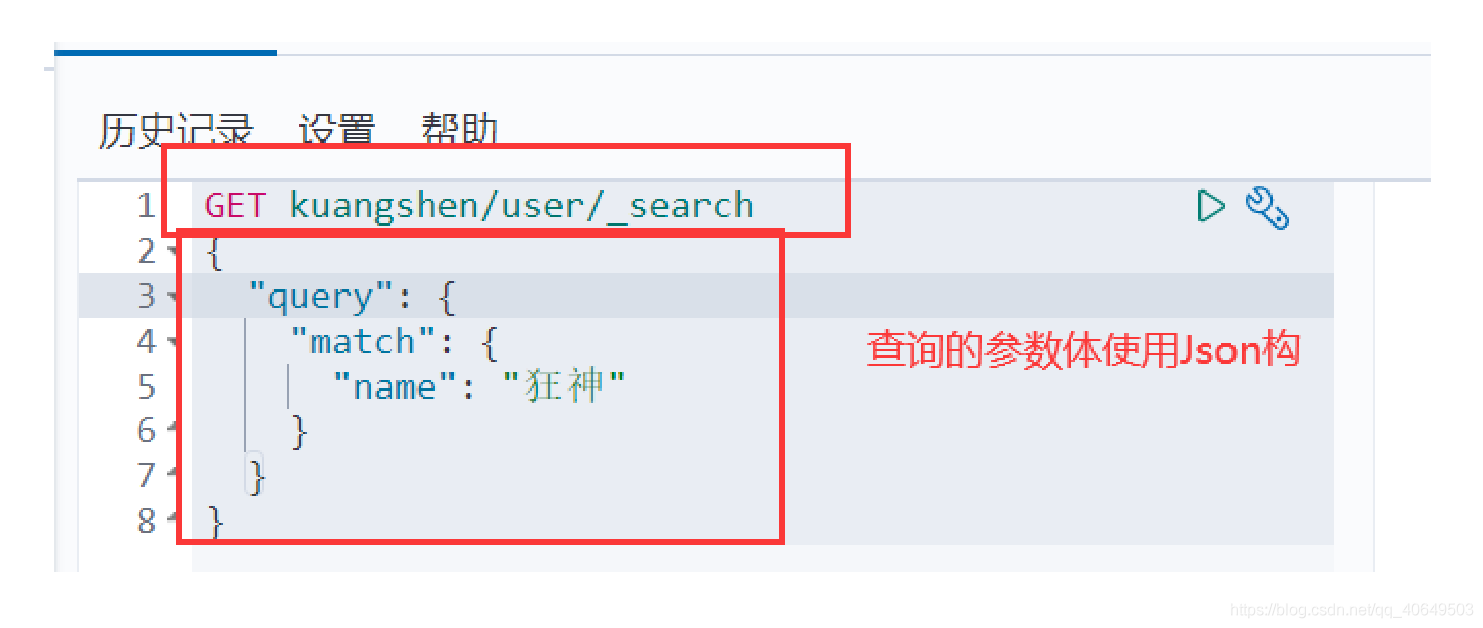 历史记录 设置 帮助
1 GET kuangshen/user/_search
2 {
3 "query": {
4 "match": {
查询的参数体使用Json构
5 "name": "狂神"
6 }
7 }
8 }
https://blog.csdn.net/qq_40649503